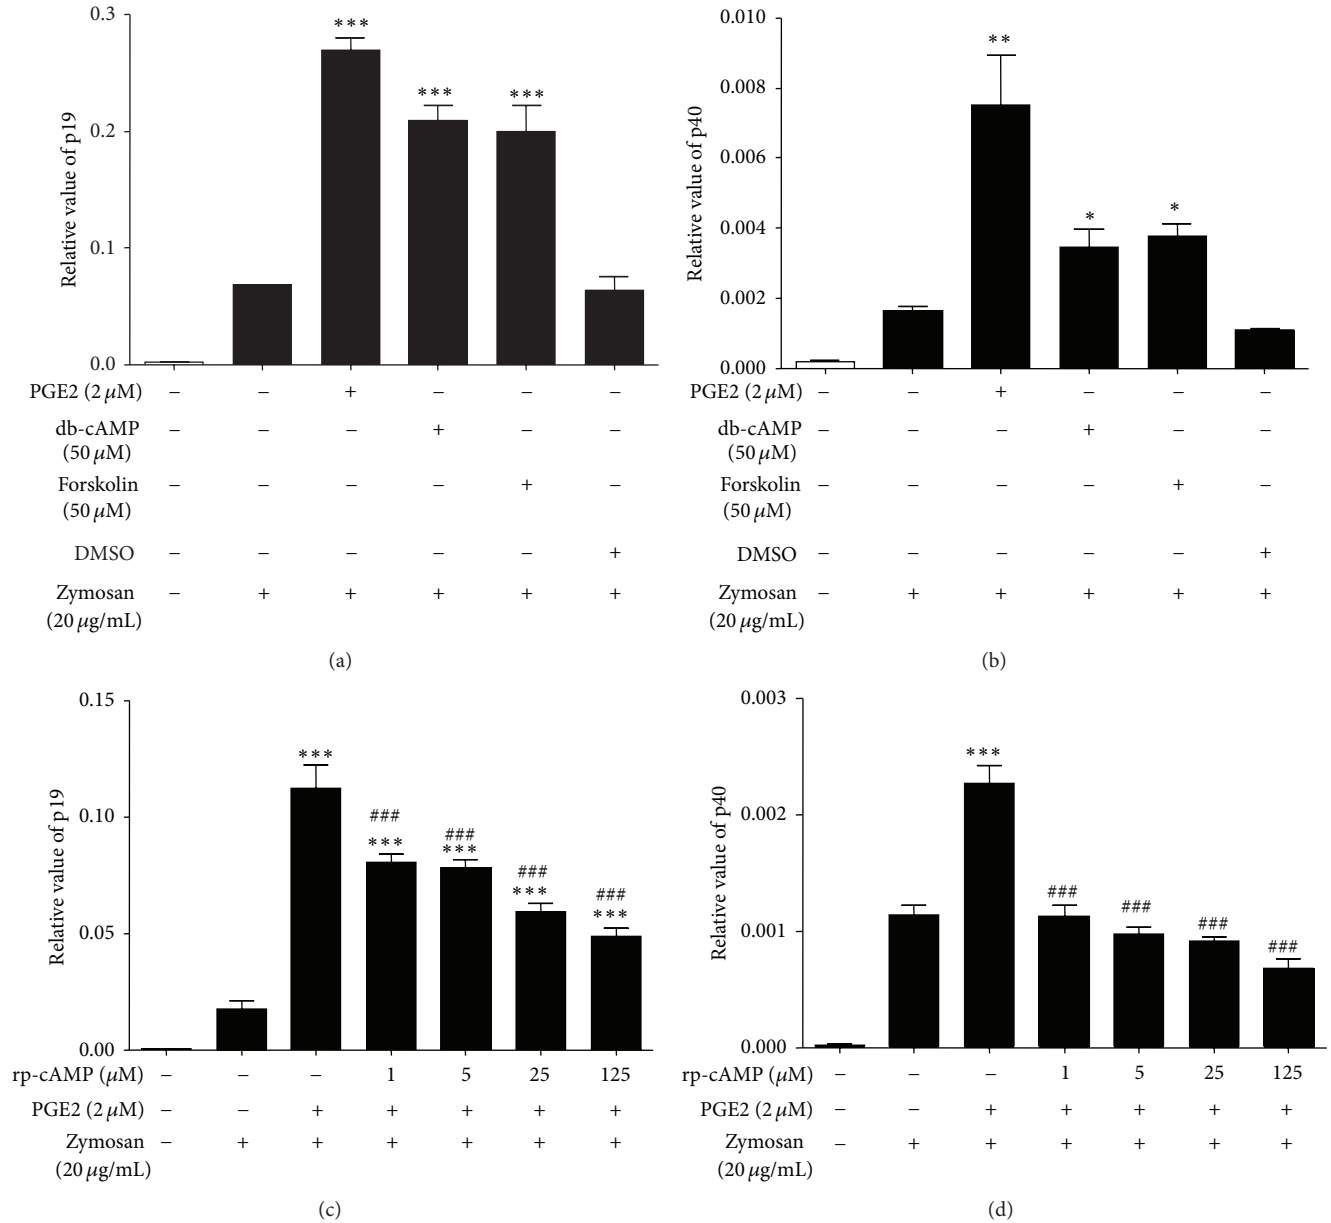 0.3
0.2
0.1
0.0
Relative value of p19
***
***
***
PGE2 (2 μM) − − + − − −
db-cAMP − − − + − −
(50 μM)
Forskolin − − − − + −
(50 μM)
DMSO − − − − − +
Zymosan − + + + + +
(20 μg/mL)
(a)
0.010
0.008
0.006
0.004
0.002
0.000
Relative value of p40
**
*
*
PGE2 (2 μM) − − + − − −
db-cAMP − − − + − −
(50 μM)
Forskolin − − − − + −
(50 μM)
DMSO − − − − − +
Zymosan − + + + + +
(20 μg/mL)
(b)
0.15
0.10
0.05
0.00
Relative value of p19
***
###
***
###
***
###
***
###
***
rp-cAMP (μM) − − − 1 5 25 125
PGE2 (2 μM) − − + + + + +
Zymosan − + + + + + +
(20 μg/mL)
(c)
0.003
0.002
0.001
0.000
Relative value of p40
***
###
###
###
###
rp-cAMP (μM) − − − 1 5 25 125
PGE2 (2 μM) − − + + + + +
Zymosan − + + + + + +
(20 μg/mL)
(d)